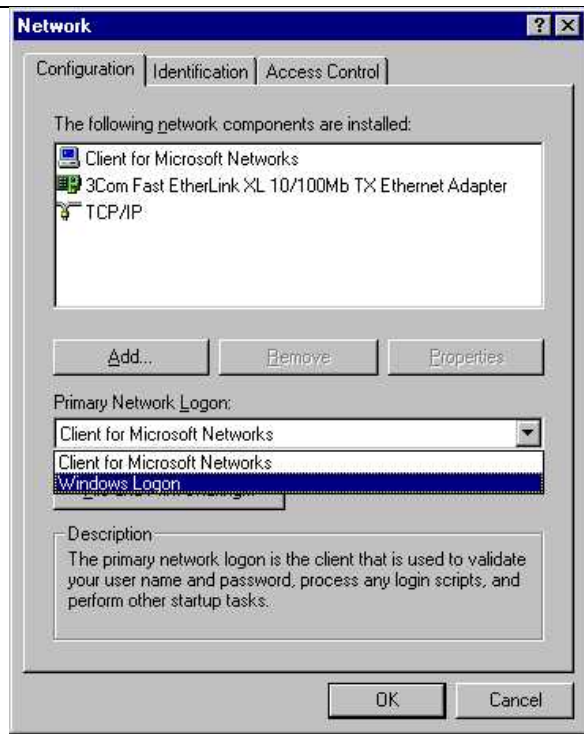 Network
Configuration Identification Access Control
The following network components are installed:
Client for Microsoft Networks
3Com Fast EtherLink XL 10/100Mb TX Ethernet Adapter
TCP/IP
Add... Remove Properties
Primary Network Logon:
Client for Microsoft Networks
Client for Microsoft Networks
Windows Logon
Description
The primary network logon is the client that is used to validate
your user name and password, process any login scripts, and
perform other startup tasks.
OK Cancel